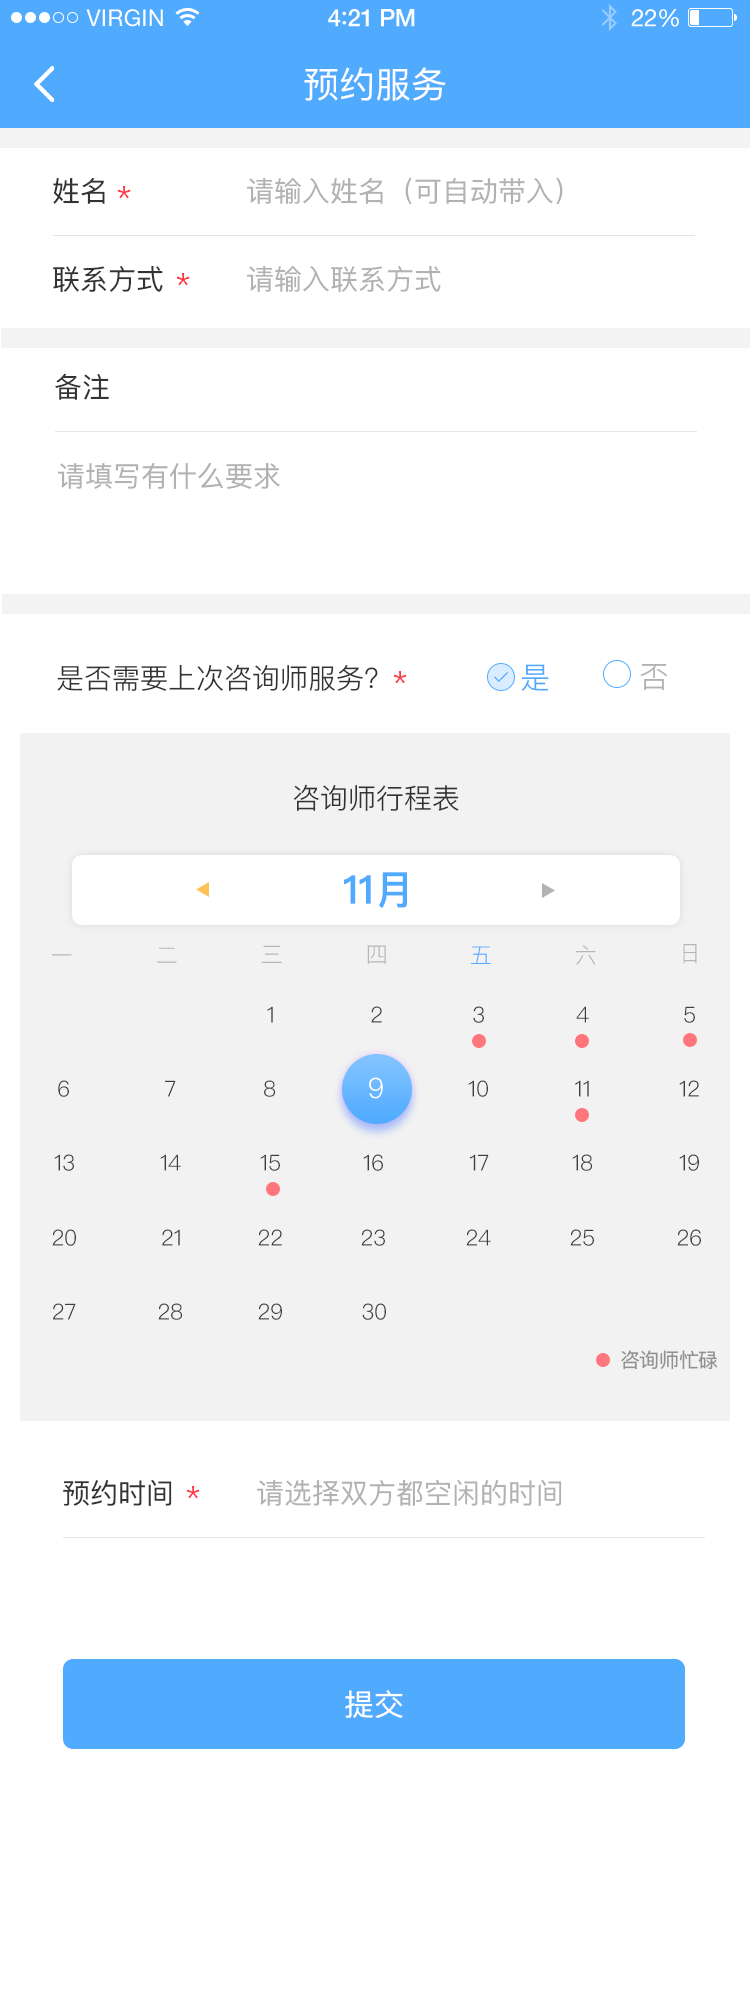 VIRGIN 4:21 PM 22%
预约服务
姓名 * 请输入姓名（可自动带入）
联系方式 * 请输入联系方式
备注
请填写有什么要求
是否需要上次咨询师服务？* 是 否
咨询师行程表
11月
一 二 三 四 五 六 日
1 2 3 4 5
6 7 8 9 10 11 12
13 14 15 16 17 18 19
20 21 22 23 24 25 26
27 28 29 30
咨询师忙碌
预约时间 * 请选择双方都空闲的时间
提交